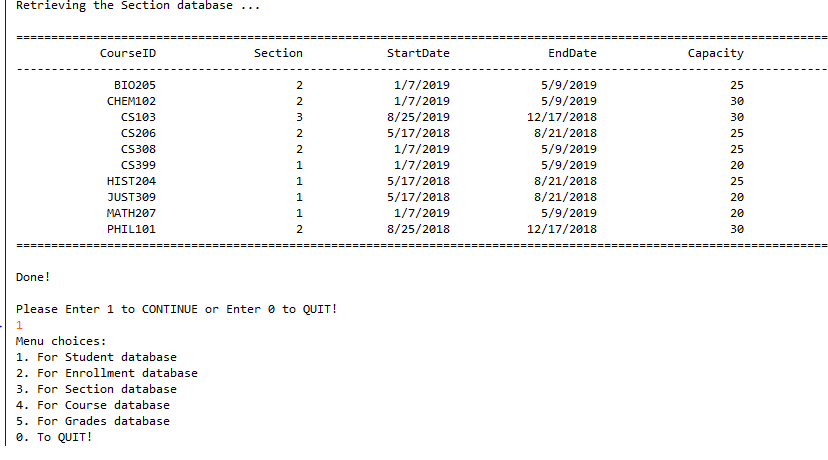 Retrieving the Section database ...
====================================================================================================================
CourseID Section StartDate EndDate Capacity
--------------------------------------------------------------------------------------------------------------------
BIO205 2 1/7/2019 5/9/2019 25
CHEM102 2 1/7/2019 5/9/2019 30
CS103 3 8/25/2019 12/17/2018 30
CS206 2 5/17/2018 8/21/2018 25
CS308 2 1/7/2019 5/9/2019 25
CS399 1 1/7/2019 5/9/2019 20
HIST204 1 5/17/2018 8/21/2018 25
JUST309 1 5/17/2018 8/21/2018 20
MATH207 1 1/7/2019 5/9/2019 20
PHIL101 2 8/25/2018 12/17/2018 30
====================================================================================================================
Done!
Please Enter 1 to CONTINUE or Enter 0 to QUIT!
1
Menu choices:
1. For Student database
2. For Enrollment database
3. For Section database
4. For Course database
5. For Grades database
0. To QUIT!